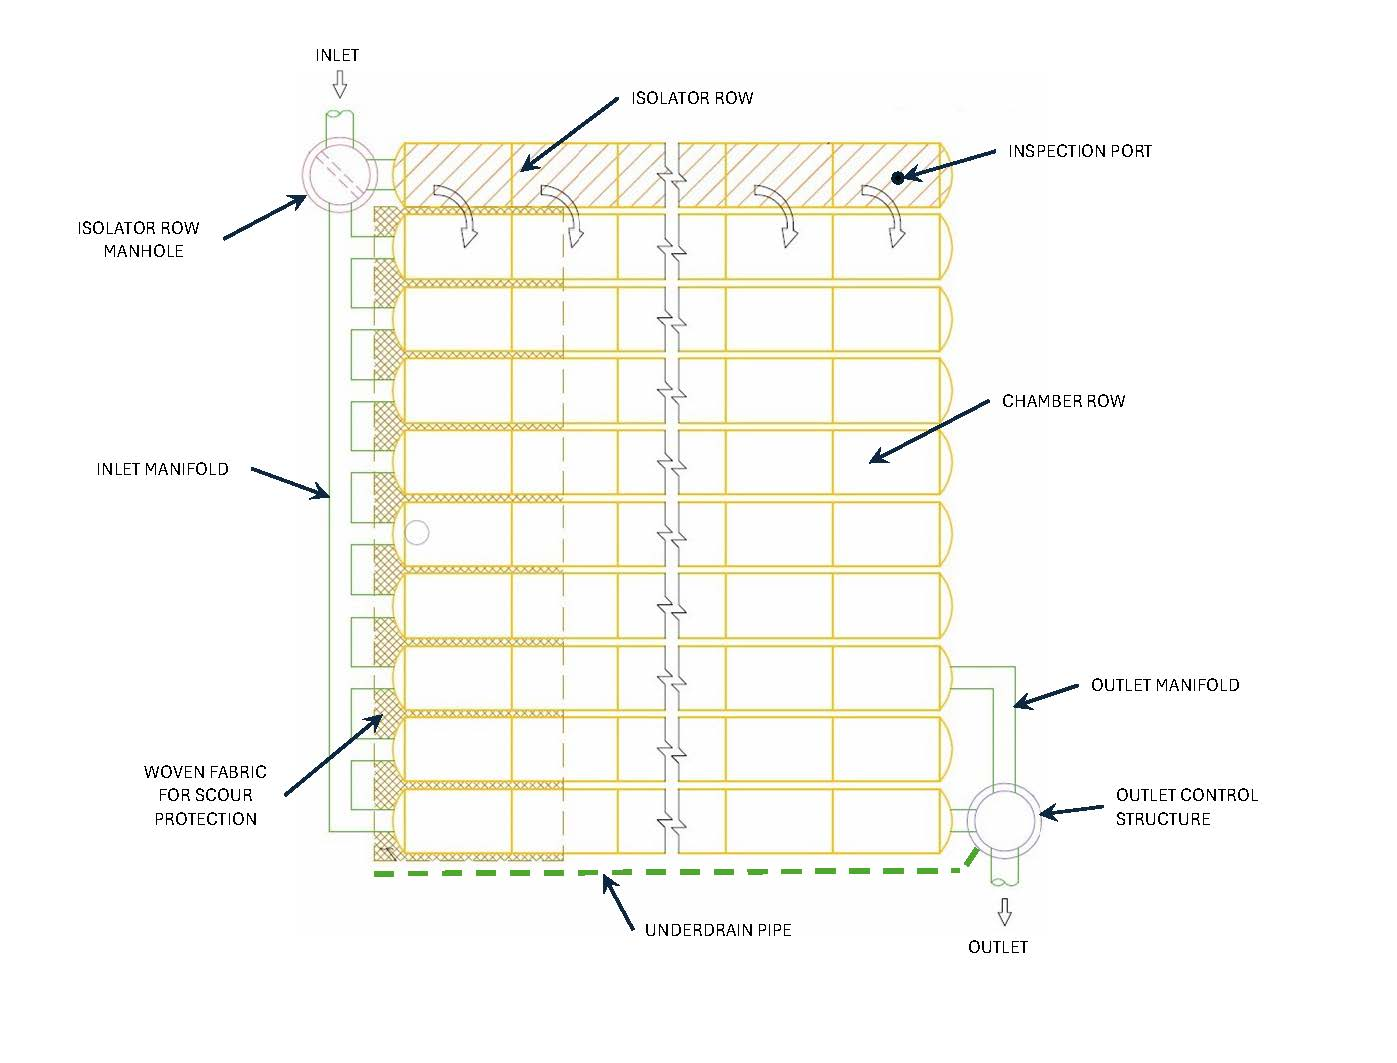 INLET
ISOLATOR ROW
INSPECTION PORT
ISOLATOR ROW
MANHOLE
CHAMBER ROW
INLET MANIFOLD
OUTLET MANIFOLD
WOVEN FABRIC
FOR SCOUR
PROTECTION
OUTLET CONTROL
STRUCTURE
UNDERDRAIN PIPE
OUTLET